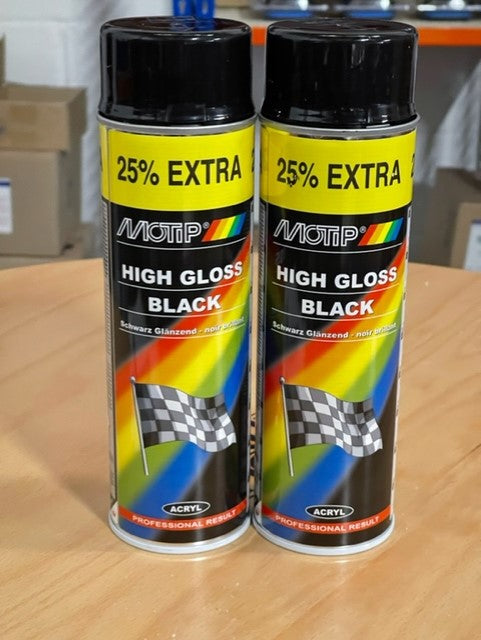 25% EXTRA
MOTIP®
HIGH GLOSS
BLACK
Schwarz Glänzend - noir brillant
ACRYL
PROFESSIONAL RESULT
25% EXTRA
MOTIP®
HIGH GLOSS
BLACK
Schwarz Glänzend - noir brillant
ACRYL
PROFESSIONAL RESULT